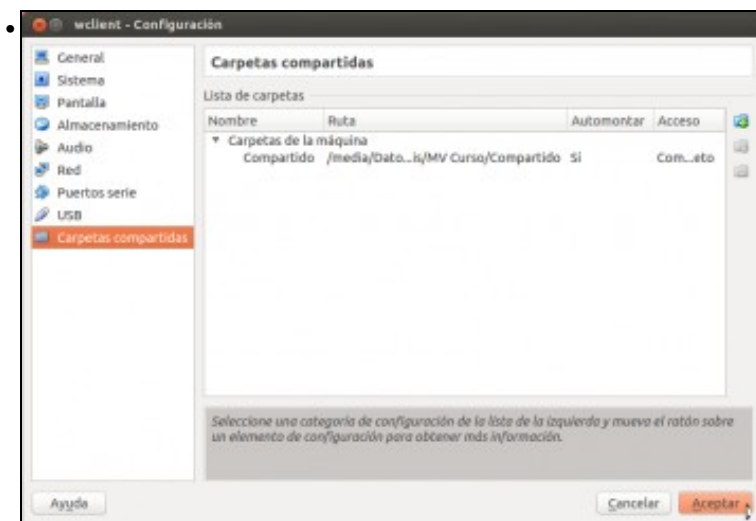 wclient - Configuración
General
Sistema
Pantalla
Almacenamiento
Audio
Red
Puertos serie
USB
Carpetas compartidas
Carpetas compartidas
Lista de carpetas
Nombre Ruta Automontar Acceso
Carpetas de la máquina
Compartido /media/Dato...is/MV Curso/Compartido Sí Com...eto
Seleccione una categoría de configuración de la lista de la izquierda y mueva el ratón sobre
un elemento de configuración para obtener más información.
Ayuda Cancelar Aceptar